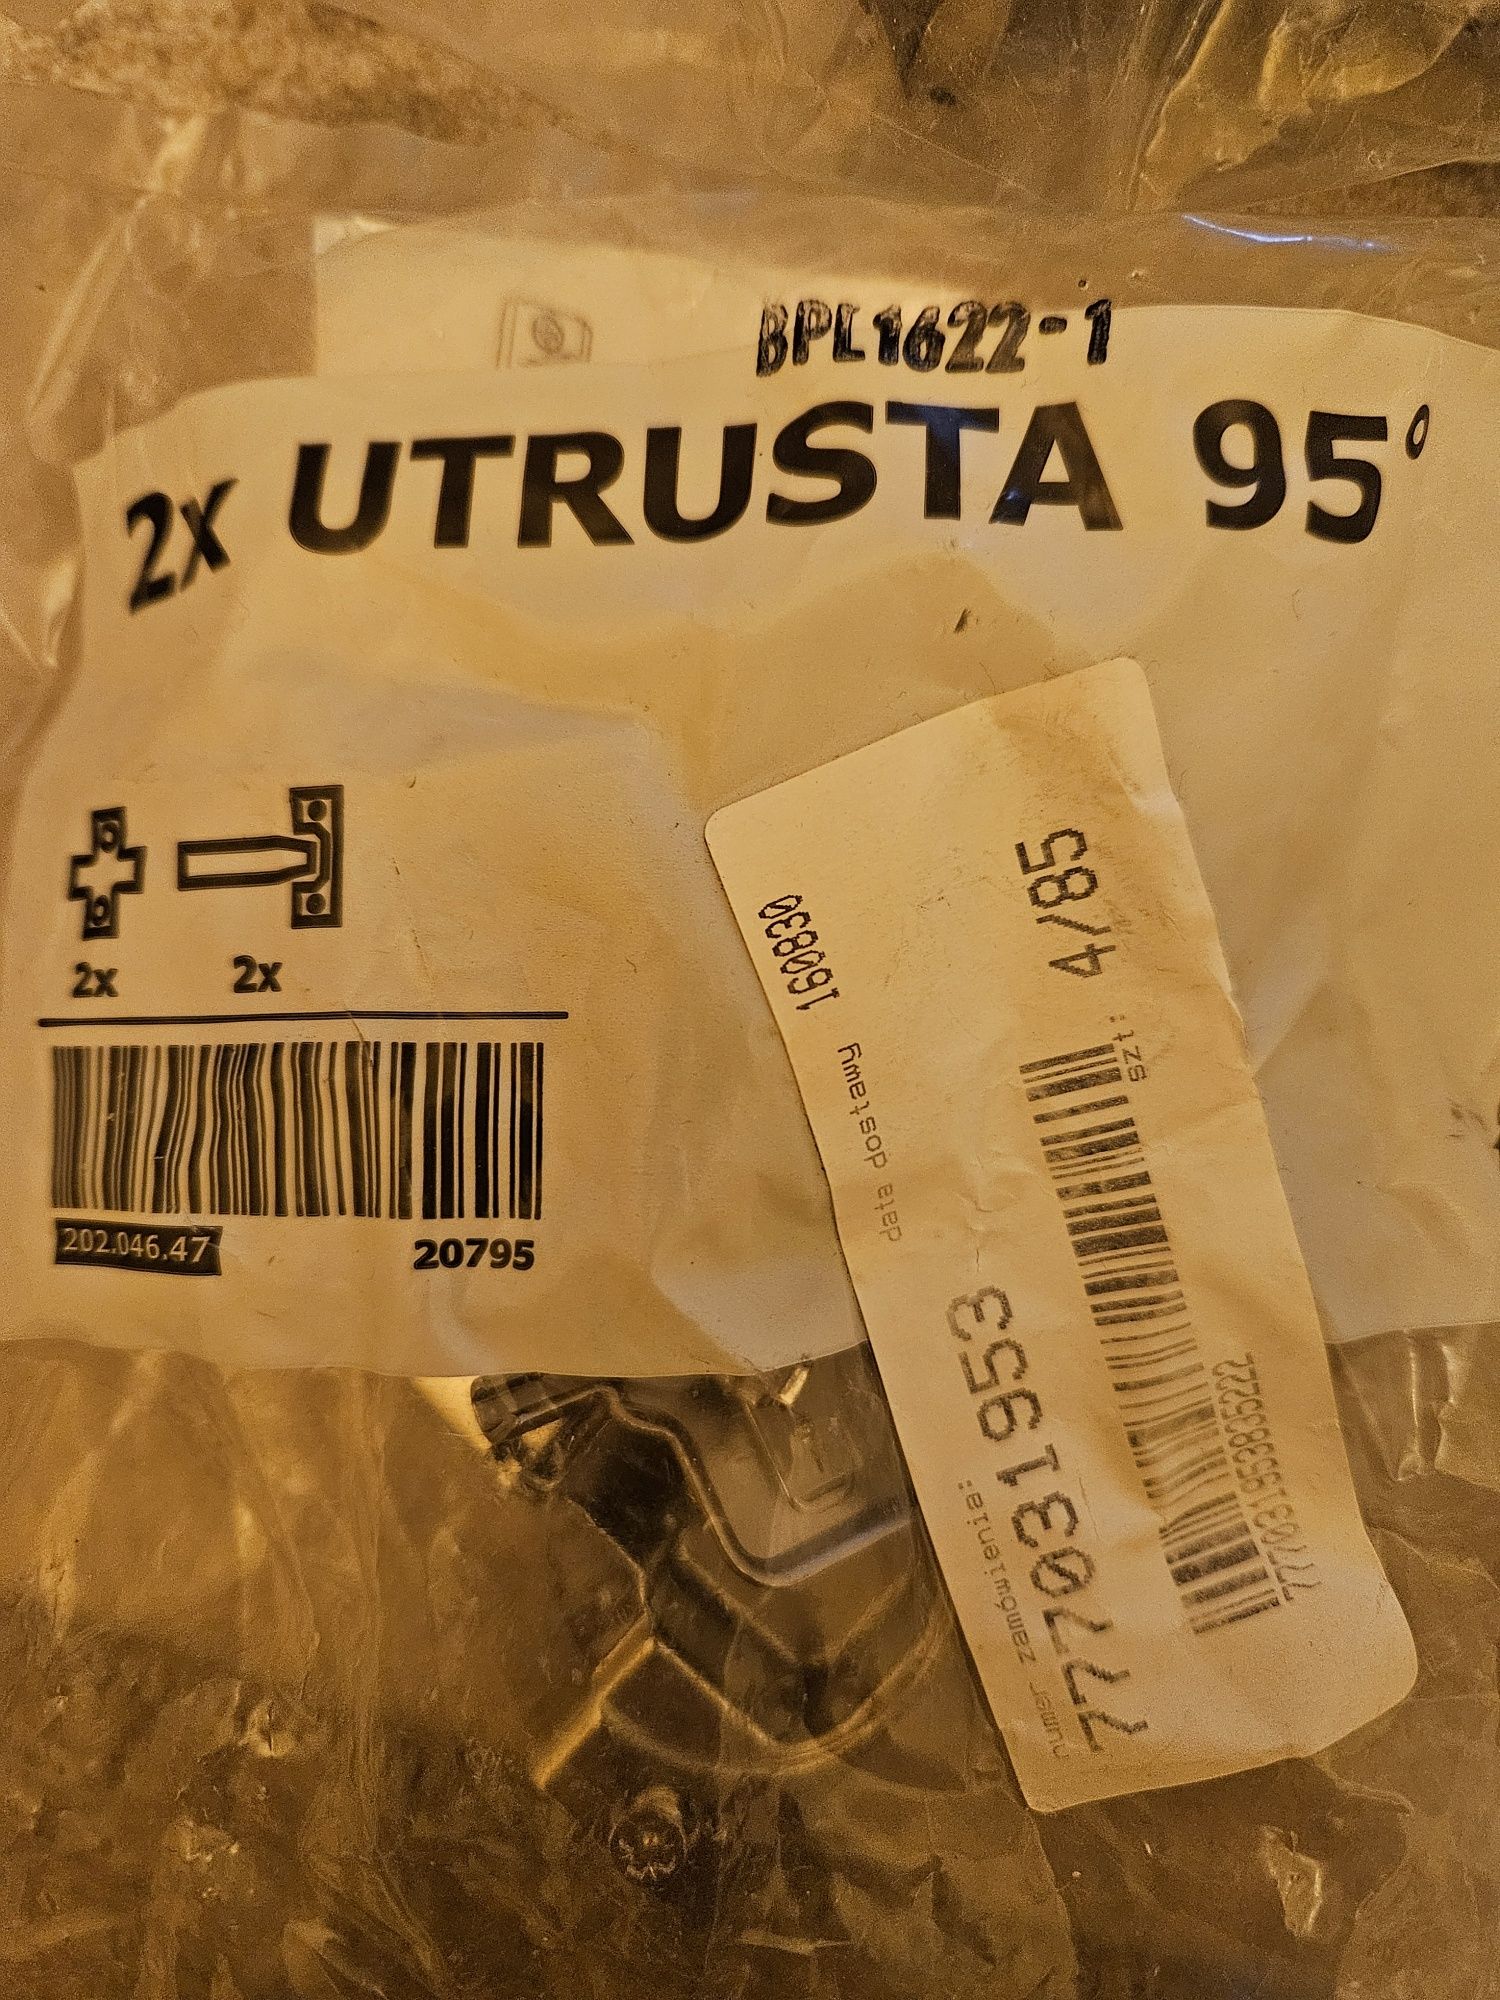 BPL1622-1
2x UTRUSTA 95°
2x 2x
202.046.47 20795
160830
data dostawy
szt: 4/85
numer zamówienia:
777031953
777031953835222